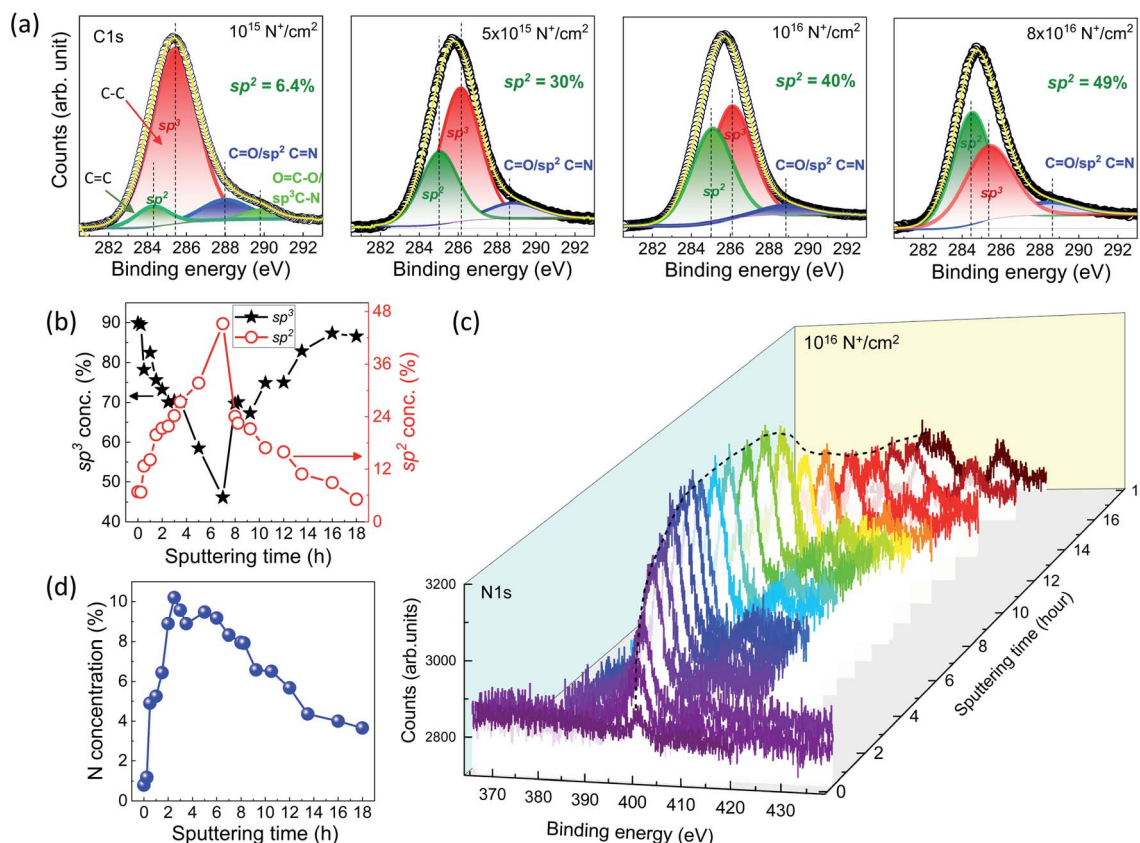 (a)
C1s
10¹⁵ N⁺/cm²
sp² = 6.4%
C-C
sp³
C=C
sp²
C=O/sp² C=N
O=C-O/
sp³C-N
5x10¹⁵ N⁺/cm²
sp² = 30%
sp³
sp²
C=O/sp² C=N
10¹⁶ N⁺/cm²
sp² = 40%
sp³
sp²
C=O/sp² C=N
8x10¹⁶ N⁺/cm²
sp² = 49%
sp²
sp³
C=O/sp² C=N
Counts (arb. unit)
282 284 286 288 290 292
282 284 286 288 290 292
282 284 286 288 290 292
282 284 286 288 290 292
Binding energy (eV)
Binding energy (eV)
Binding energy (eV)
Binding energy (eV)
(b)
sp³
sp²
90
80
70
60
50
40
sp³ conc. (%)
48
36
24
12
0
sp² conc. (%)
0 2 4 6 8 10 12 14 16 18
Sputtering time (h)
(c)
10¹⁶ N⁺/cm²
N1s
3200
3000
2800
Counts (arb.units)
370 380 390 400 410 420 430
Binding energy (eV)
0
2
4
6
8
10
12
14
16
1
Sputtering time (hour)
(d)
10
8
6
4
2
0
N concentration (%)
0 2 4 6 8 10 12 14 16 18
Sputtering time (h)